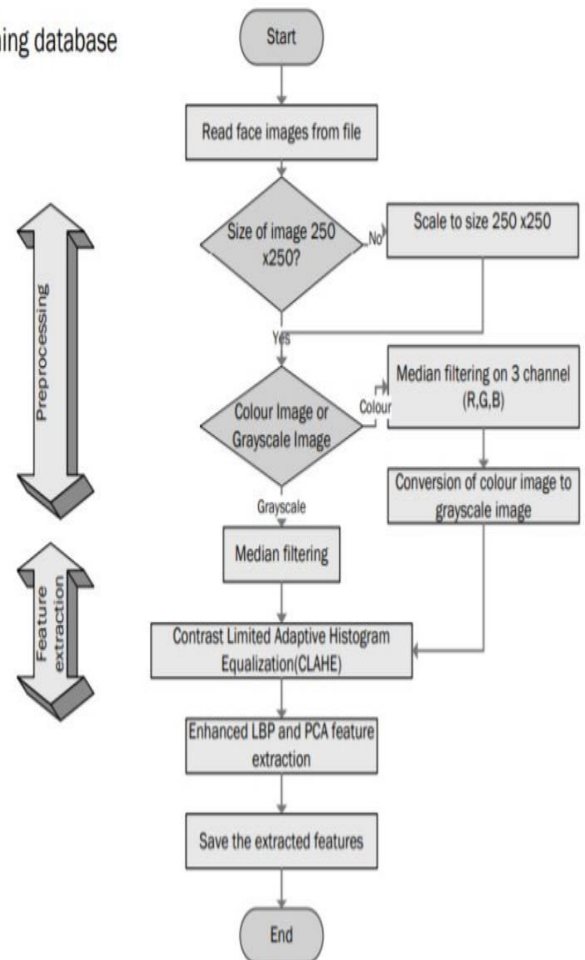 database
Start
Read face images from file
Size of image 250
x250?
No
Scale to size 250 x250
Yes
Preprocessing
Colour Image or
Grayscale Image
Colour
Median filtering on 3 channel
(R,G,B)
Conversion of colour image to
grayscale image
Grayscale
Median filtering
Feature
extraction
Contrast Limited Adaptive Histogram
Equalization(CLAHE)
Enhanced LBP and PCA feature
extraction
Save the extracted features
End